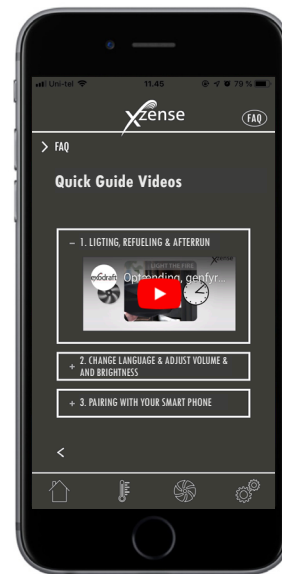 Uni-tel
11.45
79 %
xzense
FAQ
FAQ
Quick Guide Videos
– 1. LIGTING, REFUELING & AFTERRUN
exodraft
Optænding, genfyr...
LIGHT THE FIRE
xzense
+ 2. CHANGE LANGUAGE & ADJUST VOLUME &
AND BRIGHTNESS
+ 3. PAIRING WITH YOUR SMART PHONE